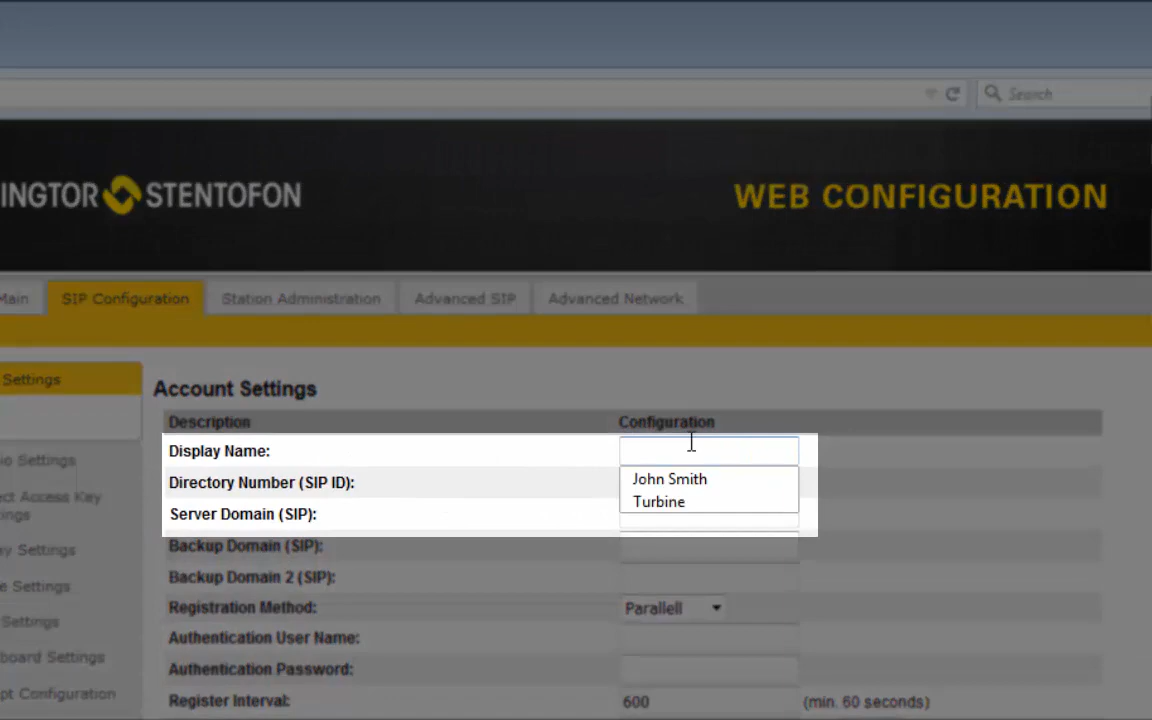 Search
INGTOR STENTOFON
WEB CONFIGURATION
Main SIP Configuration Station Administration Advanced SIP Advanced Network
Settings
Account Settings
Description Configuration
Display Name:
Directory Number (SIP ID):
John Smith
Turbine
Server Domain (SIP):
Backup Domain (SIP):
Backup Domain 2 (SIP):
Registration Method: Parallell
Authentication User Name:
Authentication Password:
Register Interval: 600 (min. 60 seconds)
io Settings
ect Access Key
ings
ay Settings
e Settings
Settings
board Settings
pt Configuration